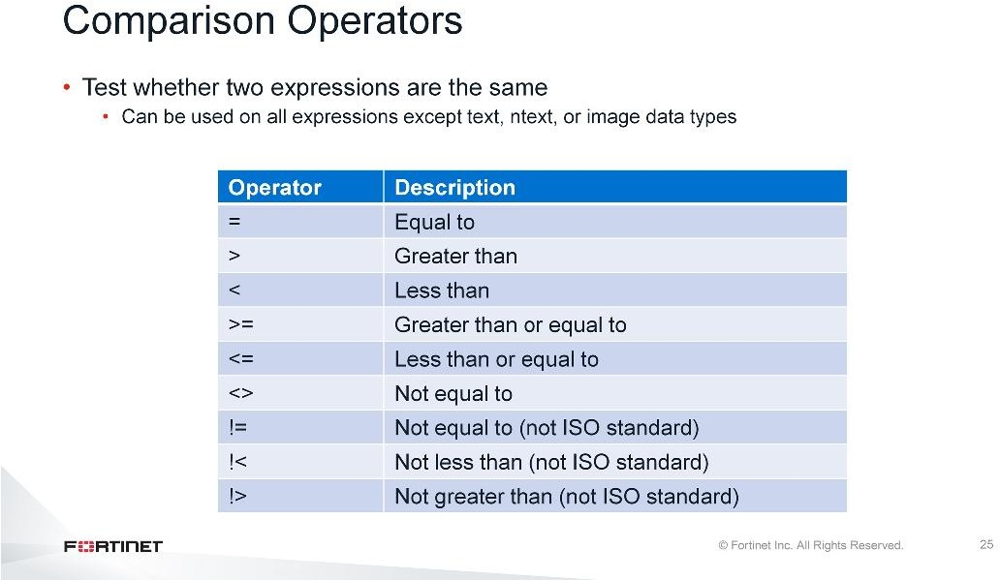 Comparison Operators
• Test whether two expressions are the same
• Can be used on all expressions except text, ntext, or image data types
Operator Description
= Equal to
> Greater than
< Less than
>= Greater than or equal to
<= Less than or equal to
<> Not equal to
!= Not equal to (not ISO standard)
!< Not less than (not ISO standard)
!> Not greater than (not ISO standard)
FORTINET © Fortinet Inc. All Rights Reserved. 25